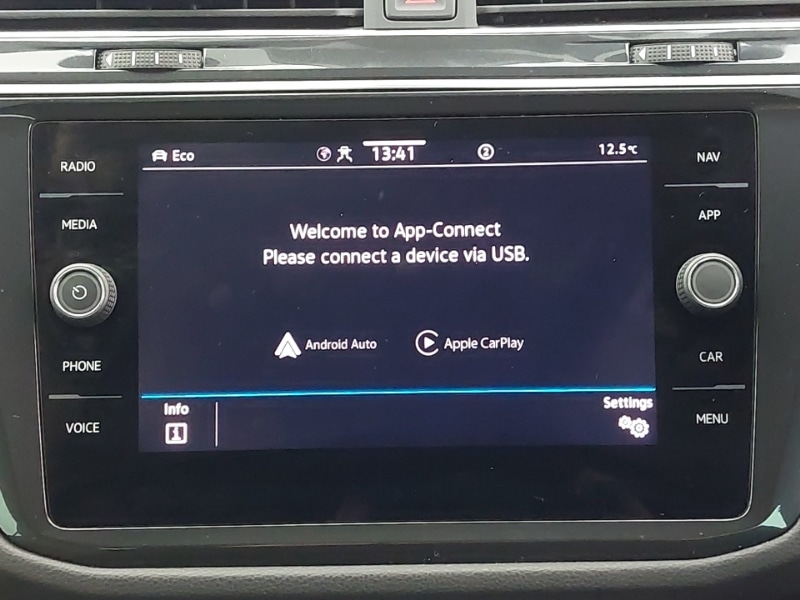 Eco 13:41 2 12.5°C
RADIO
MEDIA
PHONE
VOICE
Welcome to App-Connect
Please connect a device via USB.
Android Auto Apple CarPlay
Info
Settings
NAV
APP
CAR
MENU